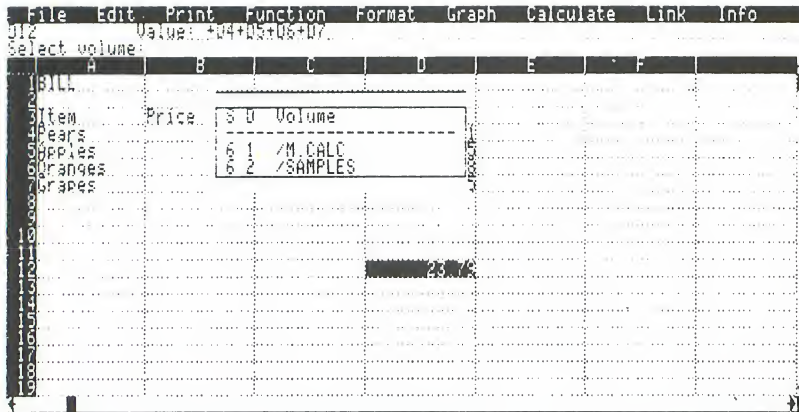 File Edit Print Function Format Graph Calculate Link Info
D12 Value: +D4+D5+D6+D7
Select volume:
A B C D E F
1 BILL
2
3 Item Price S D Volume
4 Pears
5 Apples 6 1 /M.CALC
6 Oranges 6 2 /SAMPLES
7 Grapes
8
9
10
11
12 23.79
13
14
15
16
17
18
19